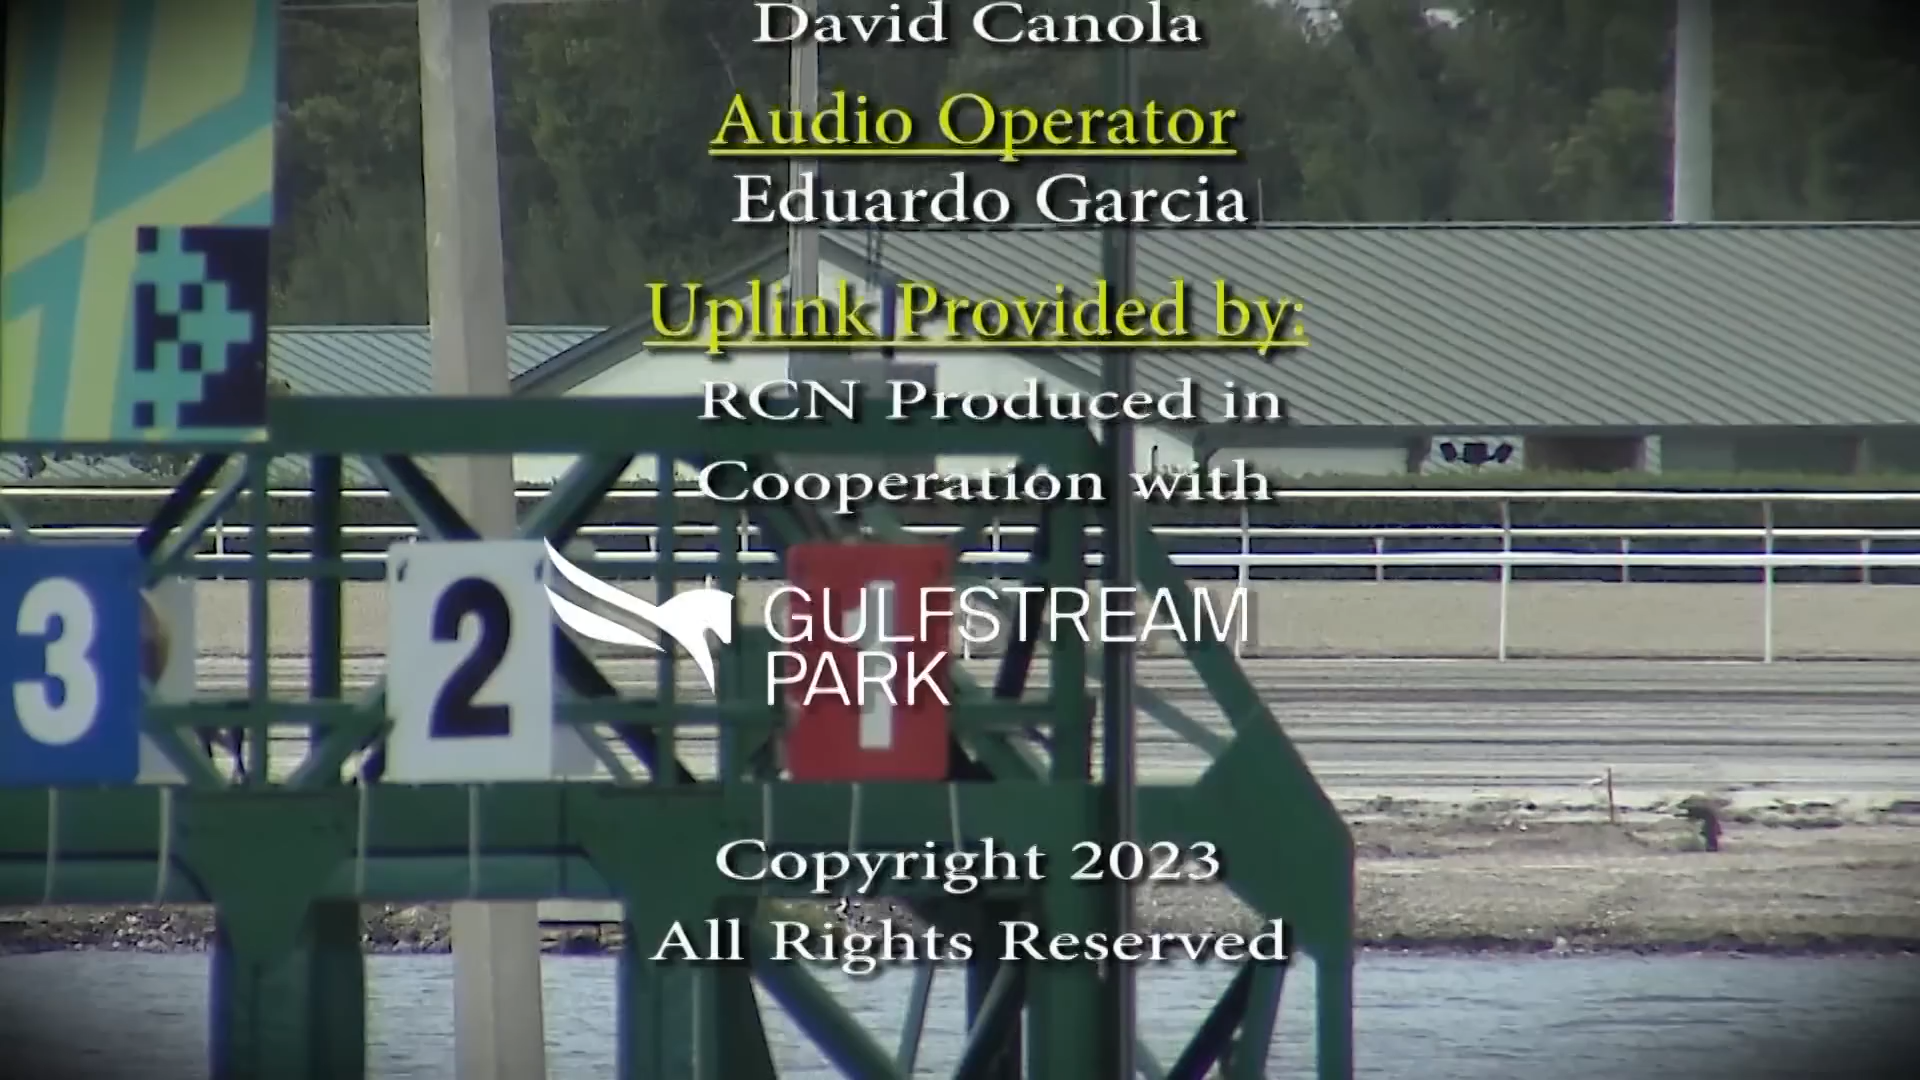 David Canola
Audio Operator
Eduardo Garcia
Uplink Provided by:
RCN Produced in
Cooperation with
3
2
1
GULFSTREAM
PARK
Copyright 2023
All Rights Reserved